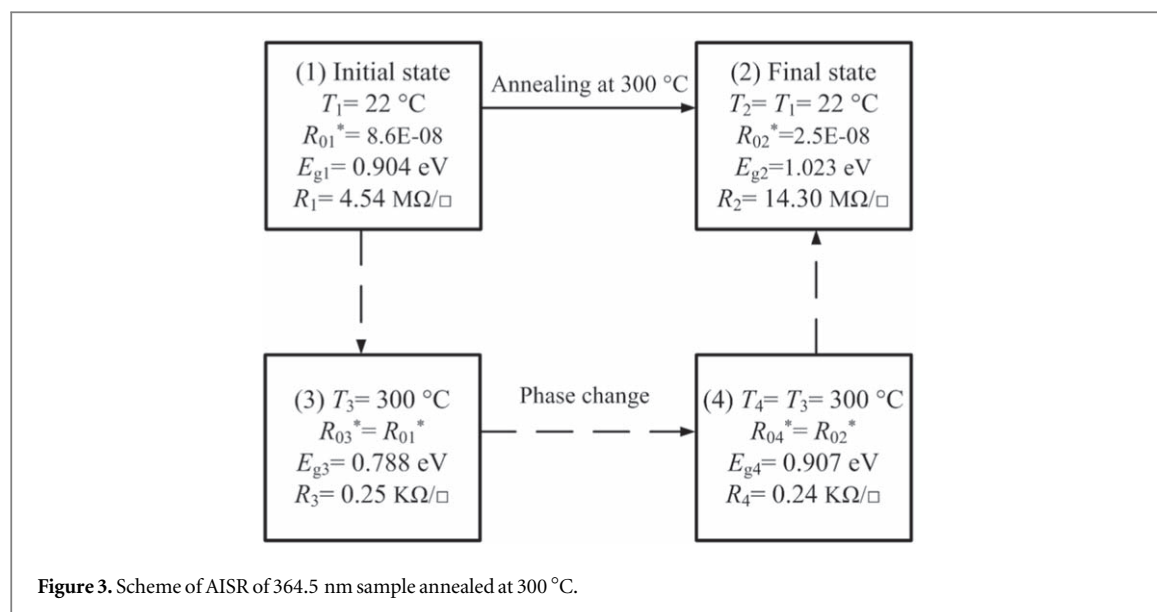 (1) Initial state
T₁= 22 °C
R₀₁*= 8.6E-08
E_g1= 0.904 eV
R₁= 4.54 MΩ/□
Annealing at 300 °C
(2) Final state
T₂= T₁= 22 °C
R₀₂*=2.5E-08
E_g2=1.023 eV
R₂= 14.30 MΩ/□
(3) T₃= 300 °C
R₀₃*= R₀₁*
E_g3= 0.788 eV
R₃= 0.25 KΩ/□
Phase change
(4) T₄= T₃= 300 °C
R₀₄*= R₀₂*
E_g4= 0.907 eV
R₄= 0.24 KΩ/□
Figure 3. Scheme of AISR of 364.5 nm sample annealed at 300 °C.